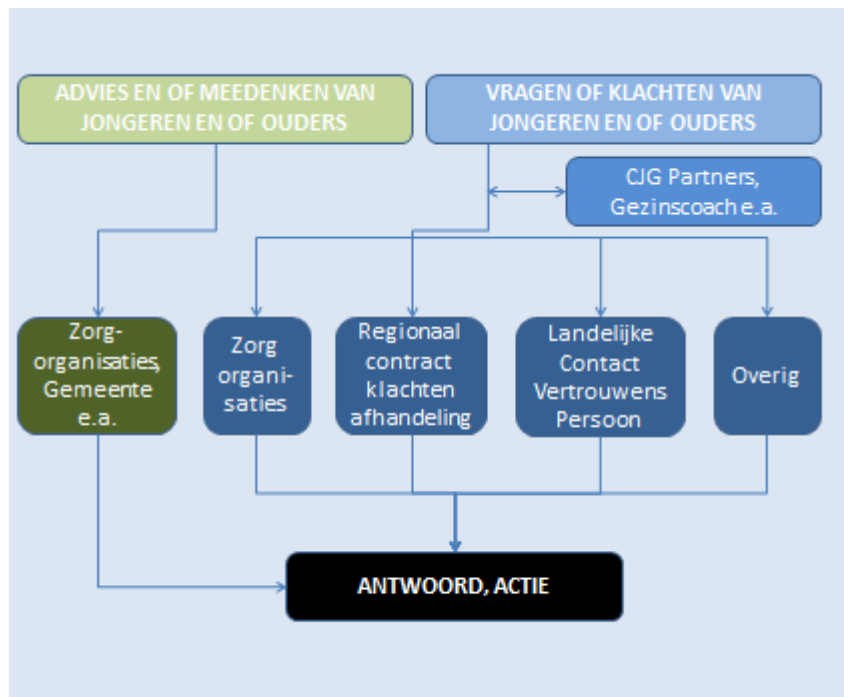 ADVIES EN OF MEEDENKEN VAN
JONGEREN EN OF OUDERS
VRAGEN OF KLACHTEN VAN
JONGEREN EN OF OUDERS
CJG Partners,
Gezinscoach e.a.
Zorg-
organisaties,
Gemeente
e.a.
Zorg
organi-
saties
Regionaal
contract
klachten
afhandeling
Landelijke
Contact
Vertrouwens
Persoon
Overig
ANTWOORD, ACTIE